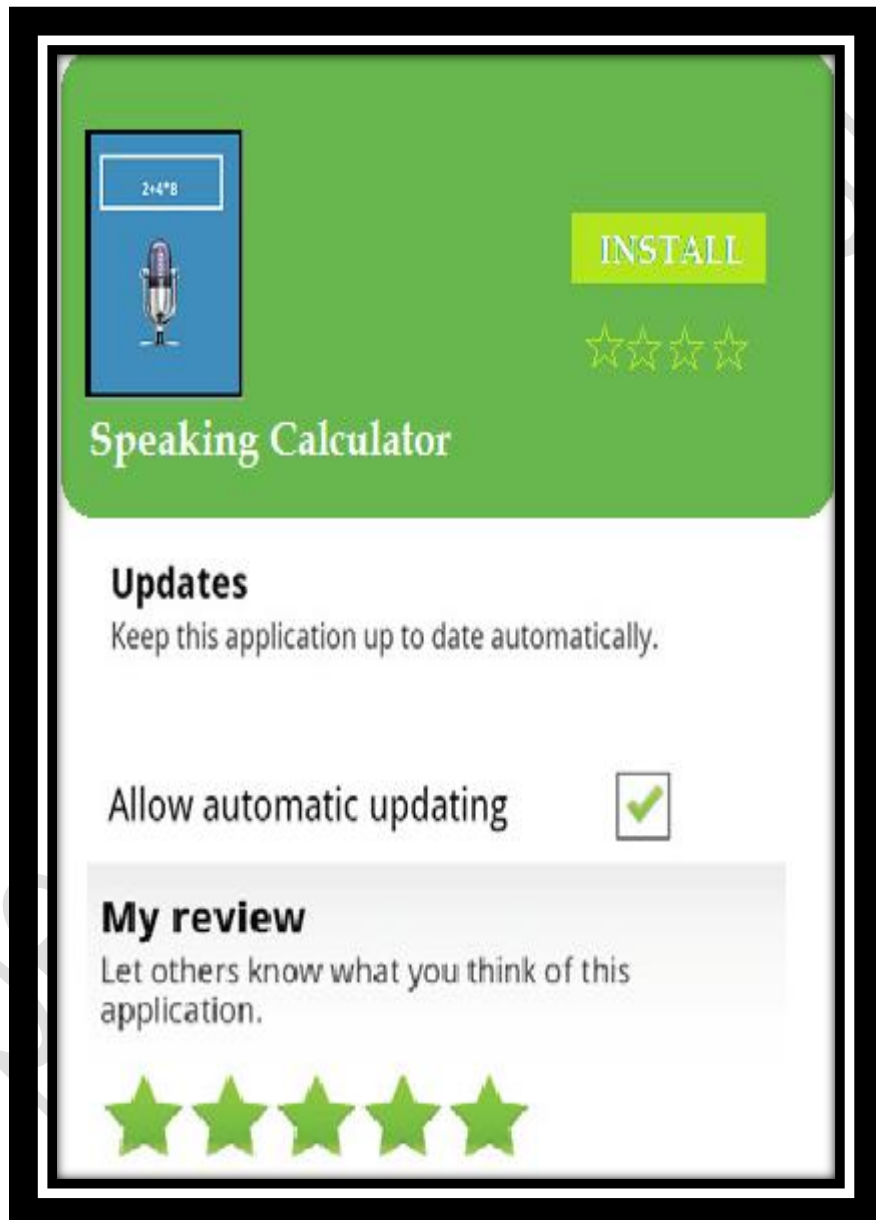 2+4*8
INSTALL
Speaking Calculator
Updates
Keep this application up to date automatically.
Allow automatic updating
My review
Let others know what you think of this
application.